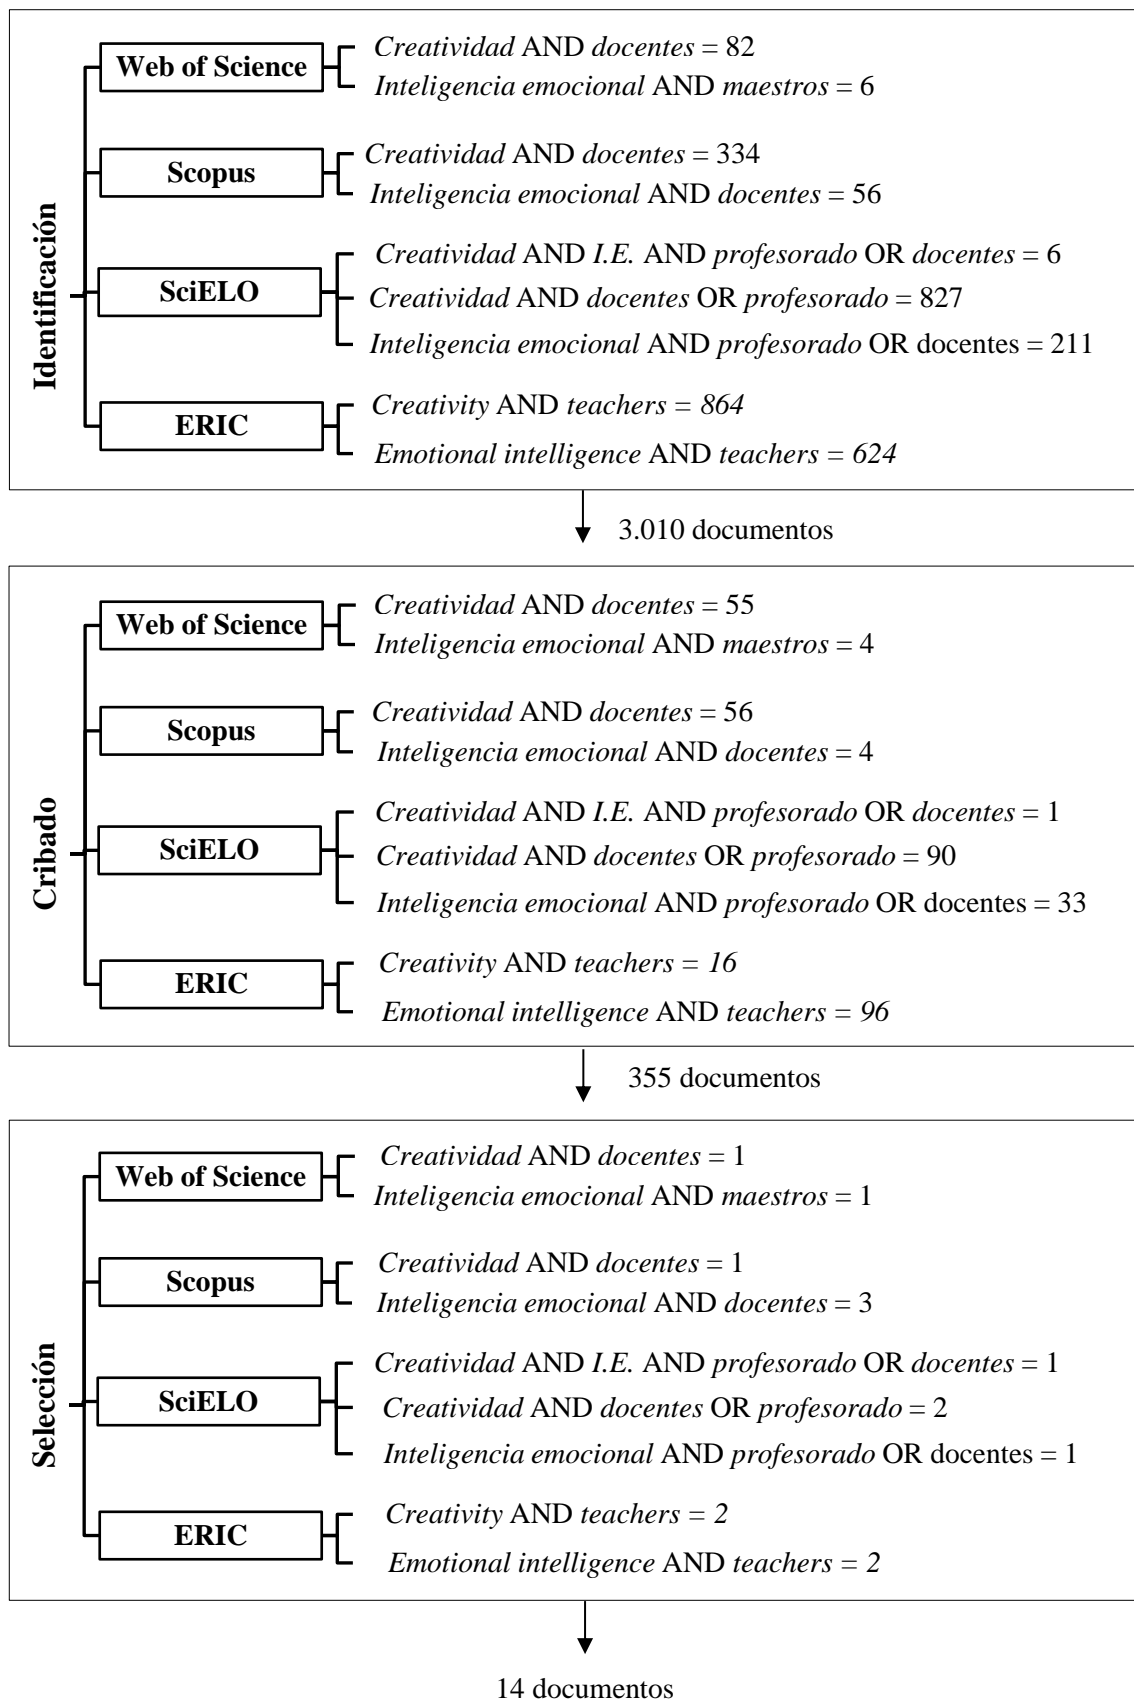 Identificación
Web of Science
Creatividad AND docentes = 82
Inteligencia emocional AND maestros = 6
Scopus
Creatividad AND docentes = 334
Inteligencia emocional AND docentes = 56
SciELO
Creatividad AND I.E. AND profesorado OR docentes = 6
Creatividad AND docentes OR profesorado = 827
Inteligencia emocional AND profesorado OR docentes = 211
ERIC
Creativity AND teachers = 864
Emotional intelligence AND teachers = 624
3.010 documentos
Cribado
Web of Science
Creatividad AND docentes = 55
Inteligencia emocional AND maestros = 4
Scopus
Creatividad AND docentes = 56
Inteligencia emocional AND docentes = 4
SciELO
Creatividad AND I.E. AND profesorado OR docentes = 1
Creatividad AND docentes OR profesorado = 90
Inteligencia emocional AND profesorado OR docentes = 33
ERIC
Creativity AND teachers = 16
Emotional intelligence AND teachers = 96
355 documentos
Selección
Web of Science
Creatividad AND docentes = 1
Inteligencia emocional AND maestros = 1
Scopus
Creatividad AND docentes = 1
Inteligencia emocional AND docentes = 3
SciELO
Creatividad AND I.E. AND profesorado OR docentes = 1
Creatividad AND docentes OR profesorado = 2
Inteligencia emocional AND profesorado OR docentes = 1
ERIC
Creativity AND teachers = 2
Emotional intelligence AND teachers = 2
14 documentos